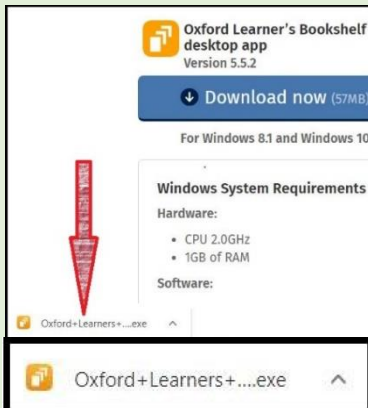 Oxford Learner's Bookshelf
desktop app
Version 5.5.2
Download now (57MB)
For Windows 8.1 and Windows 10
Windows System Requirements
Hardware:
• CPU 2.0GHz
• 1GB of RAM
Software:
Oxford+Learners+....exe
Oxford+Learners+....exe